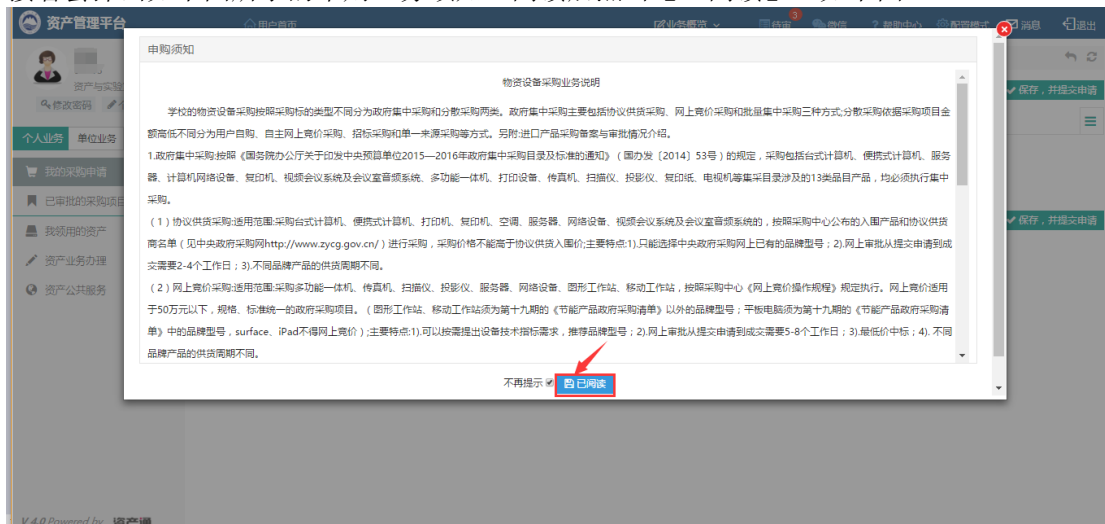 资产管理平台
用户首页
业务概览
待审
3
微信
? 帮助中心
配置模式
消息
退出
资产与实验
修改密码
保存，并提交申请
个人业务
单位业务
我的采购申请
已审批的采购项目
我领用的资产
资产业务办理
资产公共服务
保存，并提交申请
申购须知
物资设备采购业务说明
学校的物资设备采购按照采购标的类型不同分为政府集中采购和分散采购两类。政府集中采购主要包括协议供货采购、网上竞价采购和批量集中采购三种方式;分散采购依据采购项目金
额高低不同分为用户自购、自主网上竞价采购、招标采购和单一来源采购等方式。另附:进口产品采购备案与审批情况介绍。
1.政府集中采购:按照《国务院办公厅关于印发中央预算单位2015—2016年政府集中采购目录及标准的通知》（国办发［2014］53号）的规定，采购包括台式计算机、便携式计算机、服务
器、计算机网络设备、复印机、视频会议系统及会议室音频系统、多功能一体机、打印设备、传真机、扫描仪、投影仪、复印纸、电视机等集采目录涉及的13类品目产品，均必须执行集中
采购。
（1）协议供货采购:适用范围:采购台式计算机、便携式计算机、打印机、复印机、空调、服务器、网络设备、视频会议系统及会议室音频系统的，按照采购中心公布的入围产品和协议供货
商名单（见中央政府采购网http://www.zycg.gov.cn/）进行采购，采购价格不能高于协议供货入围价;主要特点:1).只能选择中央政府采购网上已有的品牌型号；2).网上审批从提交申请到成
交需要2-4个工作日；3).不同品牌产品的供货周期不同。
（2）网上竞价采购:适用范围:采购多功能一体机、传真机、扫描仪、投影仪、服务器、网络设备、图形工作站、移动工作站，按照采购中心《网上竞价操作规程》规定执行。网上竞价适用
于50万元以下，规格、标准统一的政府采购项目。（图形工作站、移动工作站须为第十九期的《节能产品政府采购清单》以外的品牌型号；平板电脑须为第十九期的《节能产品政府采购清
单》中的品牌型号，surface、iPad不得网上竞价）;主要特点:1).可以按需提出设备技术指标需求，推荐品牌型号；2).网上审批从提交申请到成交需要5-8个工作日；3).最低价中标；4). 不同
品牌产品的供货周期不同。
不再提示
已阅读
V 4.0 Powered by 资产通